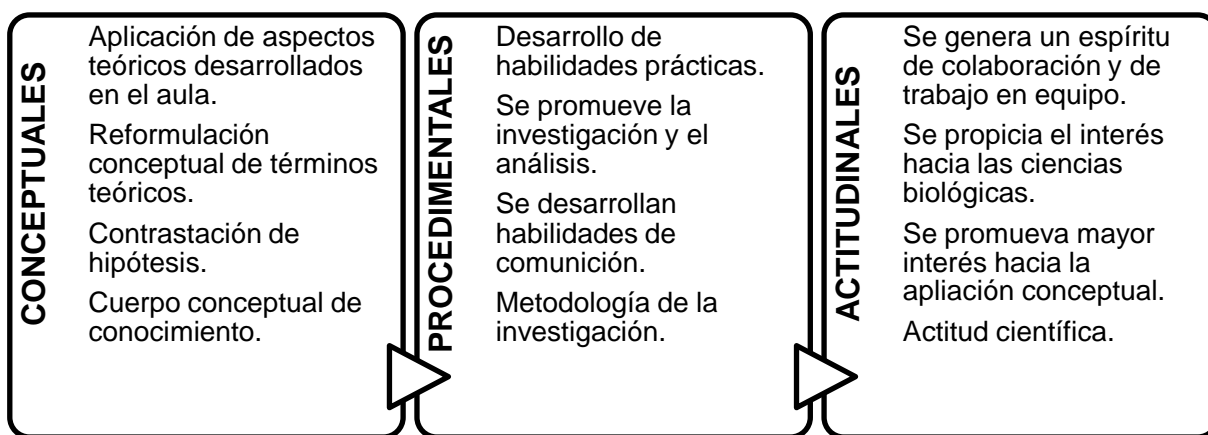 CONCEPTUALES
Aplicación de aspectos
teóricos desarrollados
en el aula.
Reformulación
conceptual de términos
teóricos.
Contrastación de
hipótesis.
Cuerpo conceptual de
conocimiento.
PROCEDIMENTALES
Desarrollo de
habilidades prácticas.
Se promueve la
investigación y el
análisis.
Se desarrollan
habilidades de
comunición.
Metodología de la
investigación.
ACTITUDINALES
Se genera un espíritu
de colaboración y de
trabajo en equipo.
Se propicia el interés
hacia las ciencias
biológicas.
Se promueva mayor
interés hacia la
apliación conceptual.
Actitud científica.